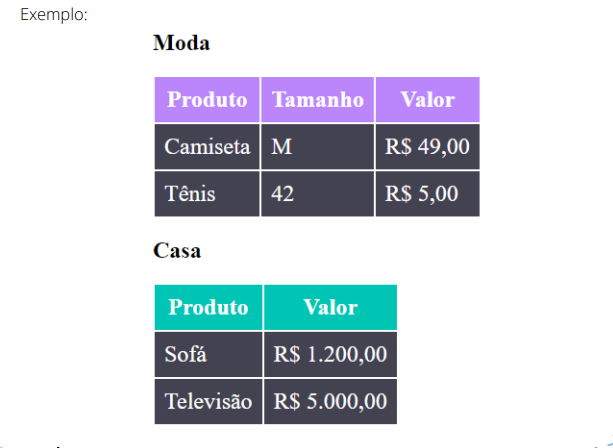 Exemplo:
Moda
Produto Tamanho Valor
Camiseta M R$ 49,00
Tênis 42 R$ 5,00
Casa
Produto Valor
Sofá R$ 1.200,00
Televisão R$ 5.000,00